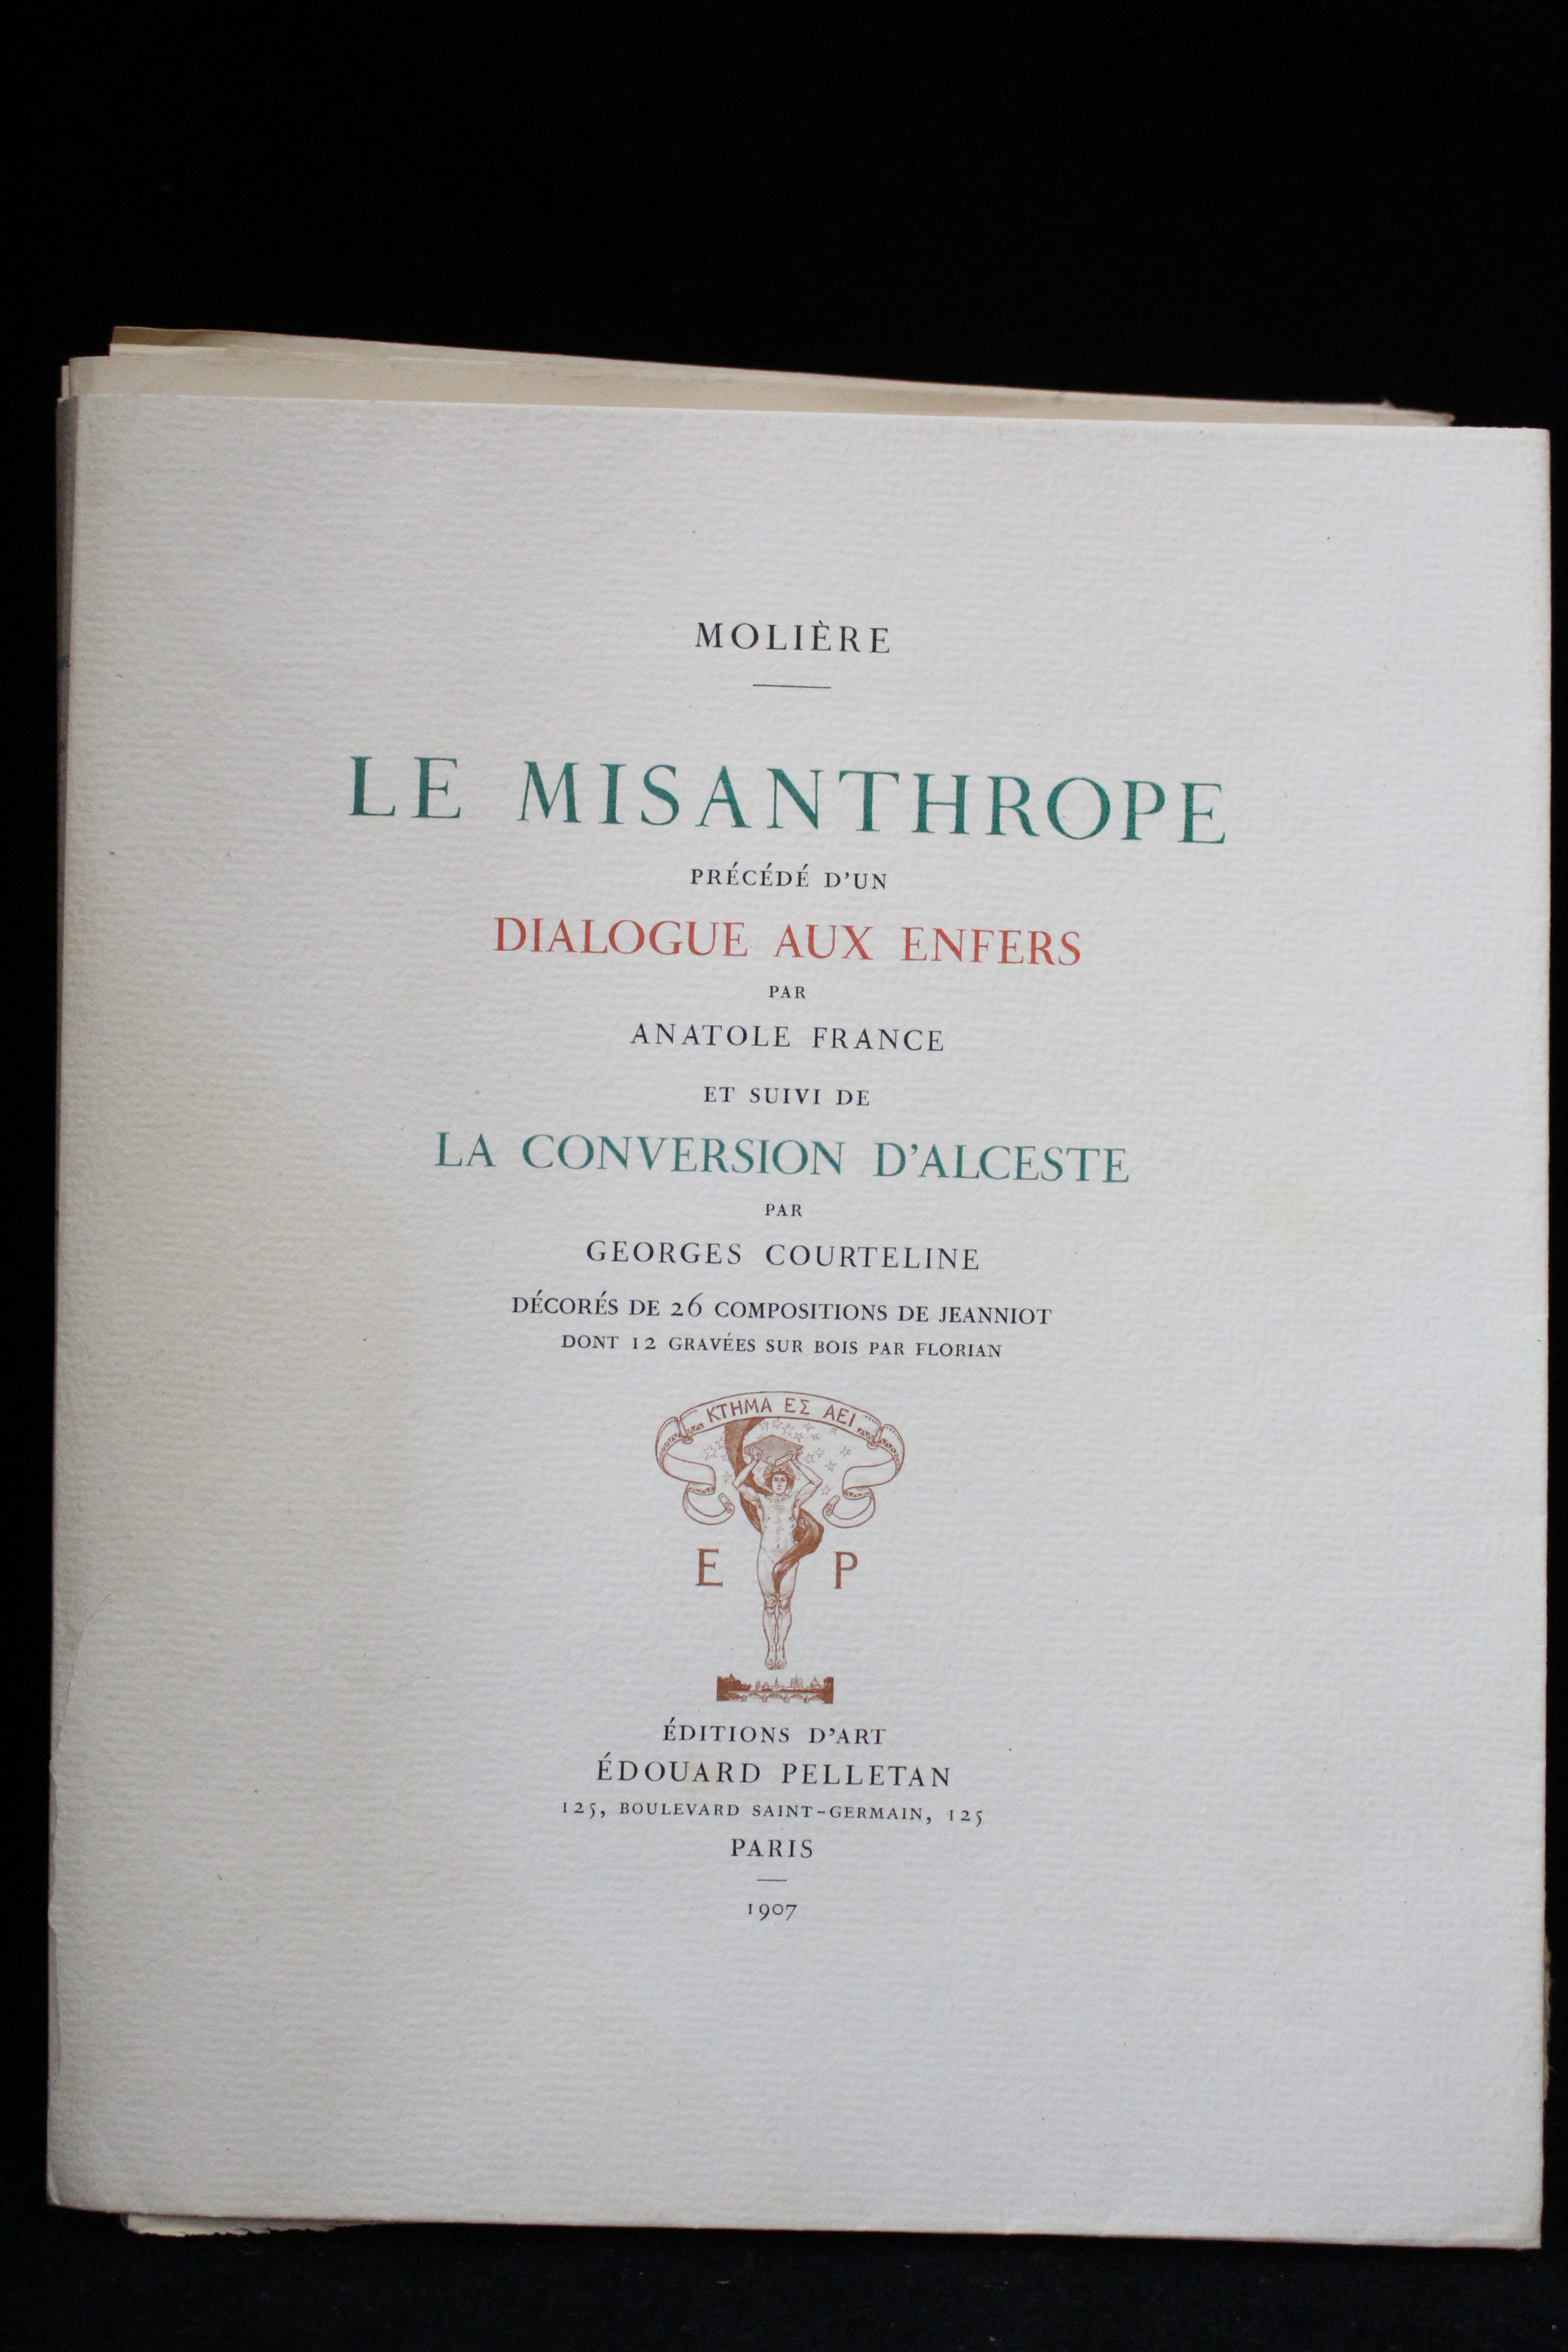 MOLIÈRE
LE MISANTHROPE
PRÉCÉDÉ D'UN
DIALOGUE AUX ENFERS
PAR
ANATOLE FRANCE
ET SUIVI DE
LA CONVERSION D'ALCESTE
PAR
GEORGES COURTELINE
DÉCORÉS DE 26 COMPOSITIONS DE JEANNIOT
DONT 12 GRAVÉES SUR BOIS PAR FLORIAN
ΚΤΗΜΑ ΕΣ ΑΕΙ
E P
ÉDITIONS D'ART
ÉDOUARD PELLETAN
125, BOULEVARD SAINT-GERMAIN, 125
PARIS
1907